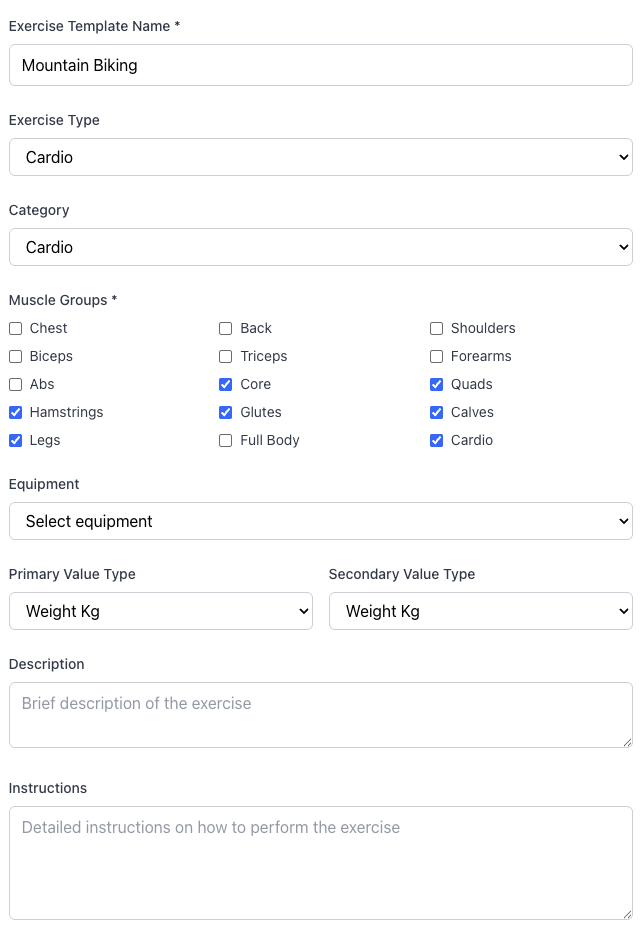 Exercise Template Name *
Mountain Biking
Exercise Type
Cardio
Category
Cardio
Muscle Groups *
Chest Back Shoulders
Biceps Triceps Forearms
Abs Core Quads
Hamstrings Glutes Calves
Legs Full Body Cardio
Equipment
Select equipment
Primary Value Type Secondary Value Type
Weight Kg Weight Kg
Description
Brief description of the exercise
Instructions
Detailed instructions on how to perform the exercise